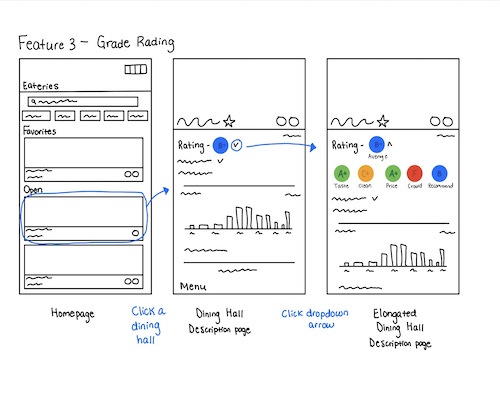 Feature 3 - Grade Rading
Eateries
Favorites
Open
Rating - B+
Menu
Rating - B+
Average
A+ C+ A+ F B
Taste Clean Price Crowd Recommend
Homepage
Click a
dining
hall
Dining Hall
Description page
Click dropdown
arrow
Elongated
Dining Hall
Description page